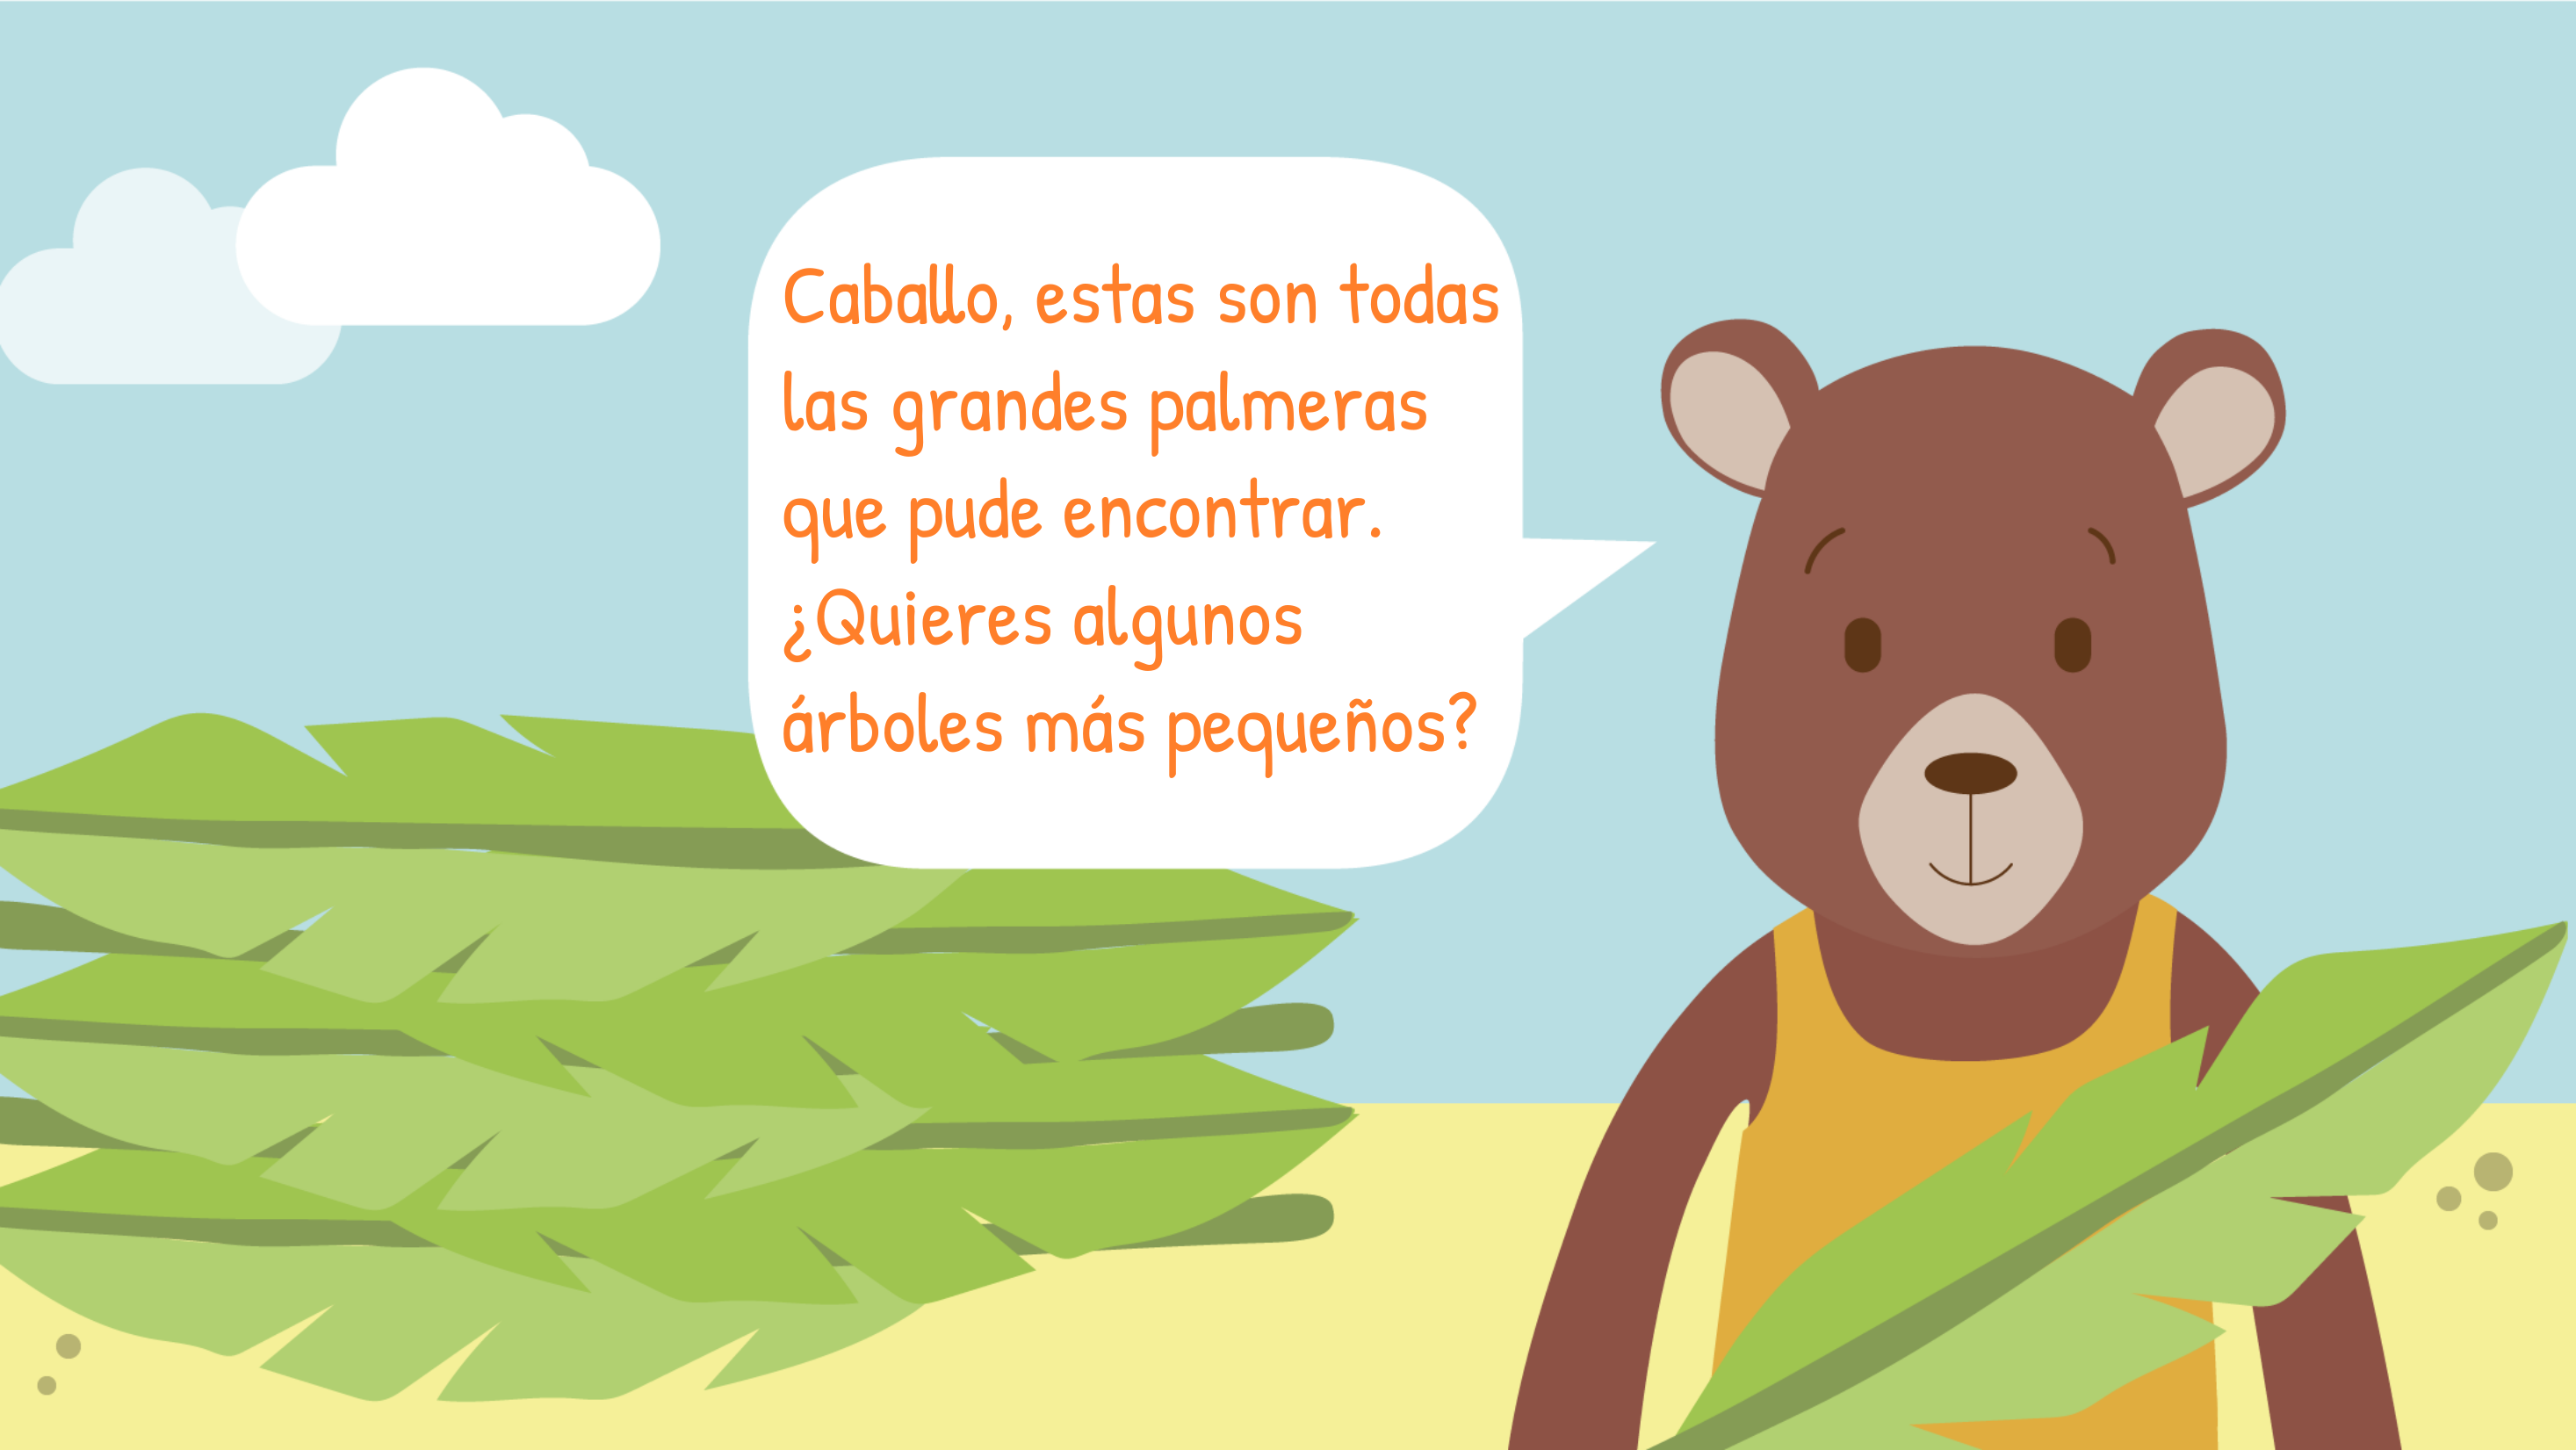 Caballo, estas son todas
las grandes palmeras
que pude encontrar.
¿Quieres algunos
árboles más pequeños?